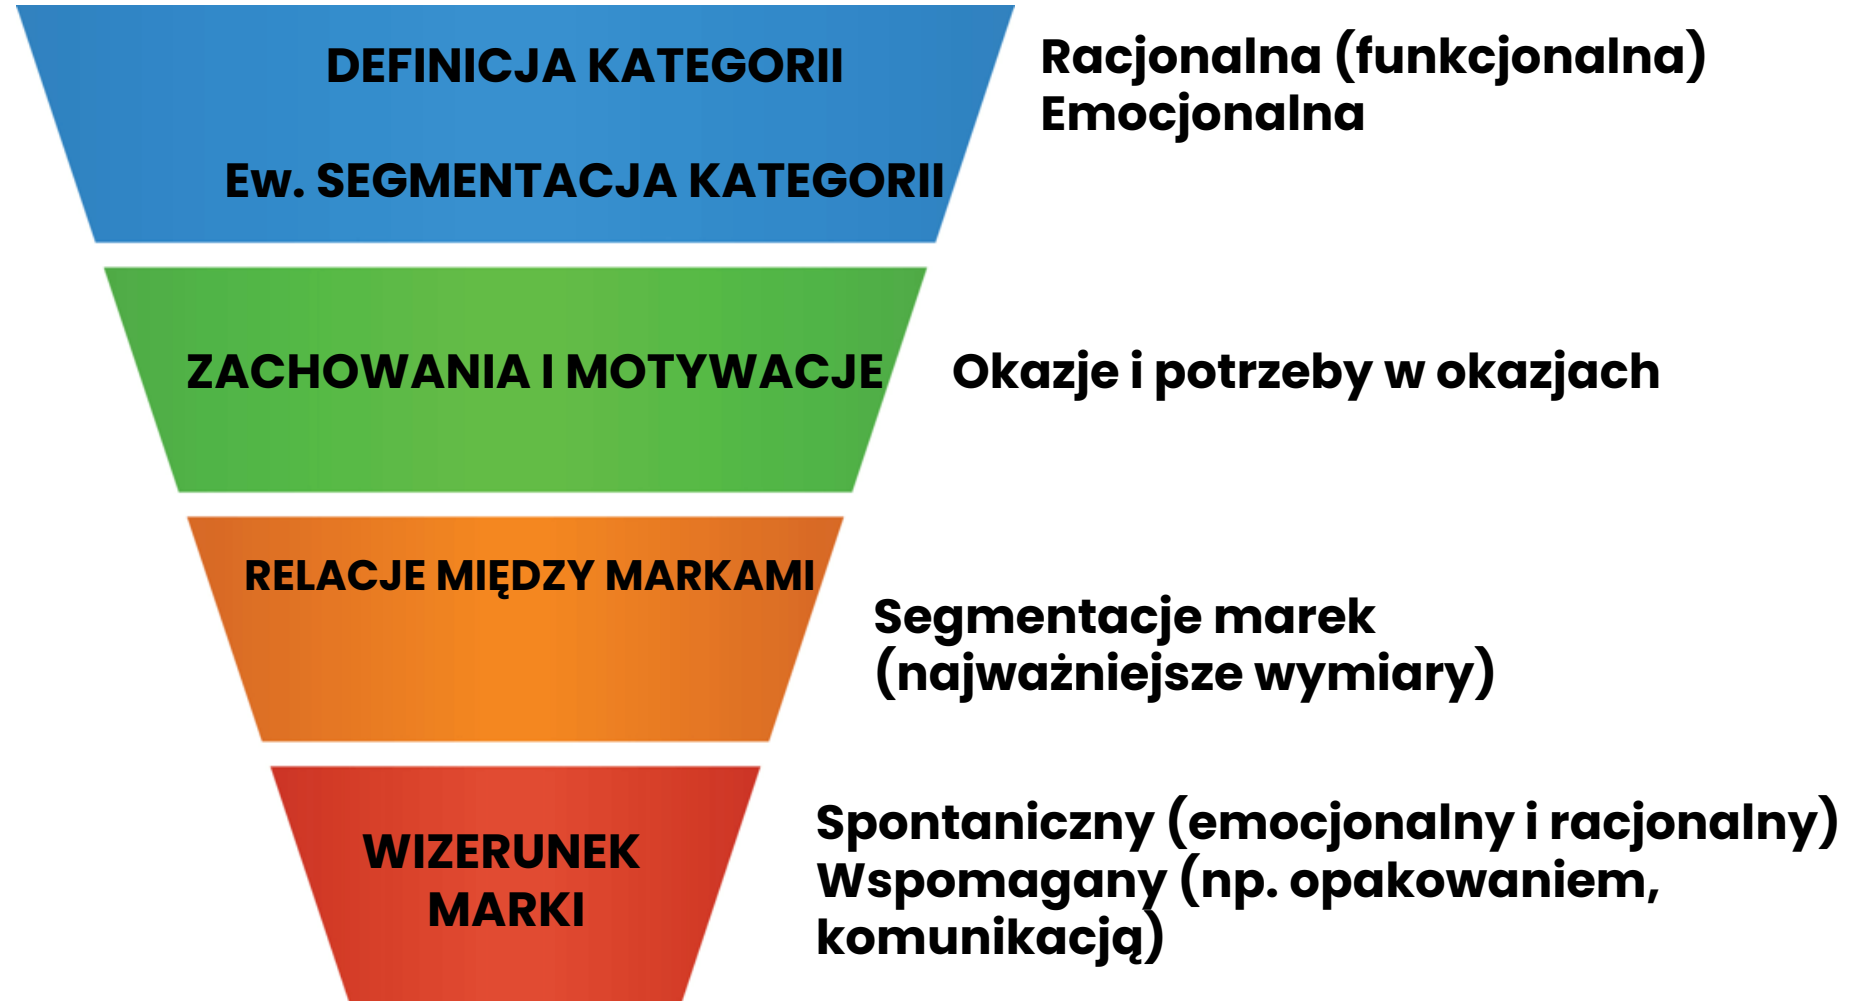 DEFINICJA KATEGORII
Ew. SEGMENTACJA KATEGORII
Racjonalna (funkcjonalna)
Emocjonalna
ZACHOWANIA I MOTYWACJE
Okazje i potrzeby w okazjach
RELACJE MIĘDZY MARKAMI
Segmentacje marek
(najważniejsze wymiary)
WIZERUNEK
MARKI
Spontaniczny (emocjonalny i racjonalny)
Wspomagany (np. opakowaniem,
komunikacją)